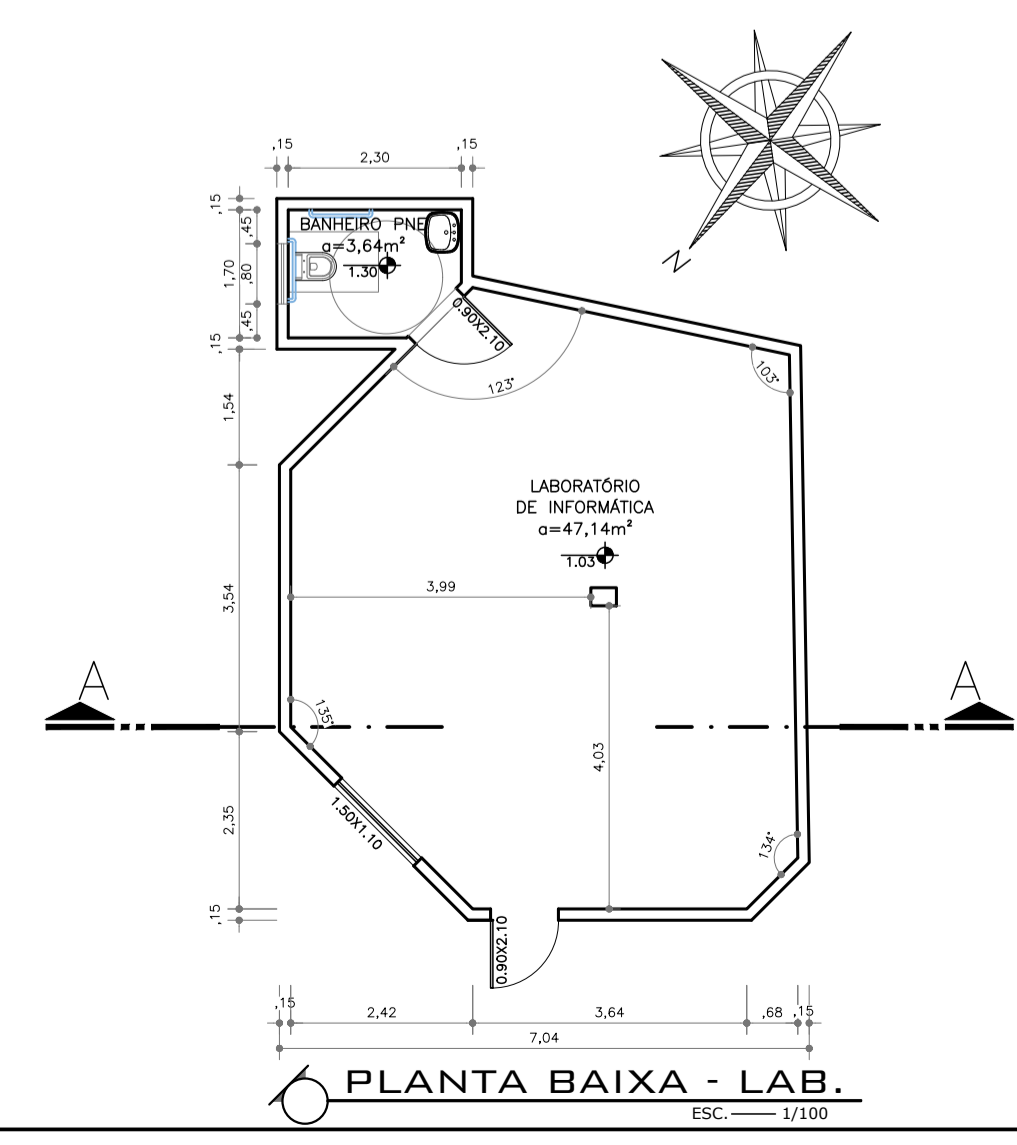 N
,15
2,30
,15
,15
,45
1,70
,80
,45
,15
BANHEIRO PNE
a=3,64m²
1.30
0.90X2.10
123°
103°
1,54
LABORATÓRIO
DE INFORMÁTICA
a=47,14m²
1.03
3,99
3,54
A
A
135°
4,03
1.50X1.10
2,35
134°
,15
0.90X2.10
,15
2,42
3,64
,68
,15
7,04
PLANTA BAIXA - LAB.
ESC. 1/100